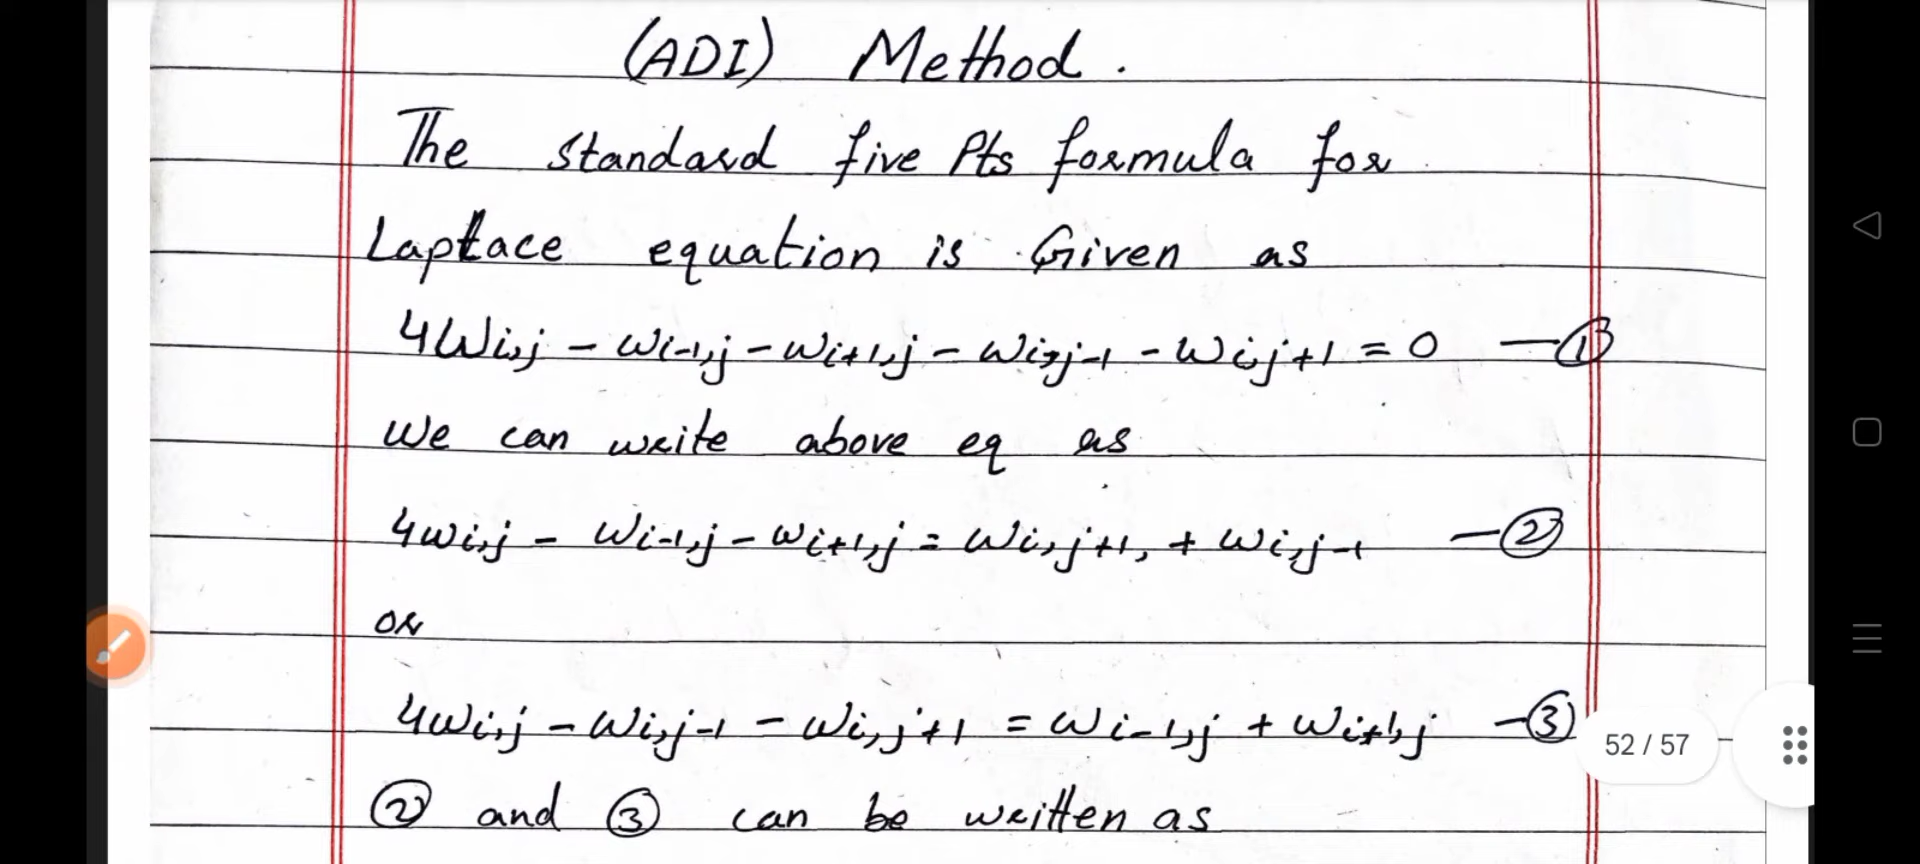 (ADI) Method.
The standard five Pts formula for
Laplace equation is Given as
4Wi,j - Wi-1,j - Wi+1,j - Wi,j-1 - Wi,j+1 = 0 —①
We can write above eq as
4wi,j - Wi-1,j - Wi+1,j = Wi,j+1, + Wi,j-1 —②
or
4wi,j - Wi,j-1 - Wi,j+1 = Wi-1,j + Wi+1,j —③
52 / 57
② and ③ can be written as